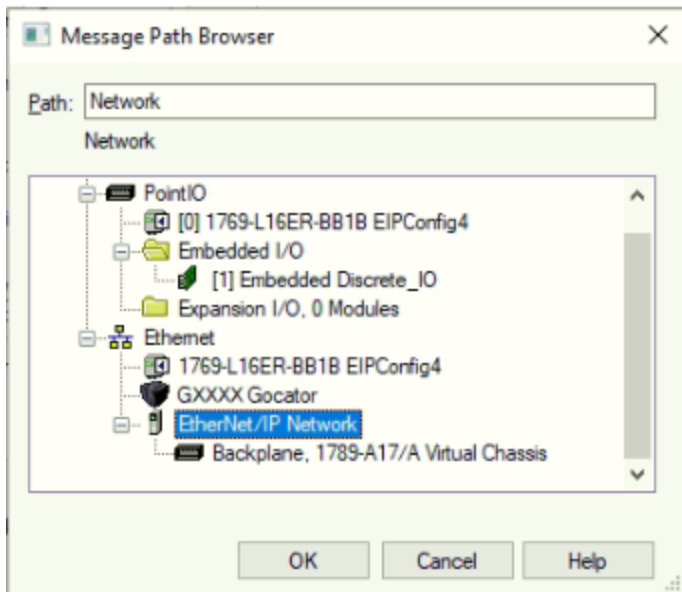 Message Path Browser
Path: Network
Network
PointIO
[0] 1769-L16ER-BB1B EIPConfig4
Embedded I/O
[1] Embedded Discrete_IO
Expansion I/O, 0 Modules
Ethernet
1769-L16ER-BB1B EIPConfig4
GXXXX Gocator
EtherNet/IP Network
Backplane, 1789-A17/A Virtual Chassis
OK Cancel Help